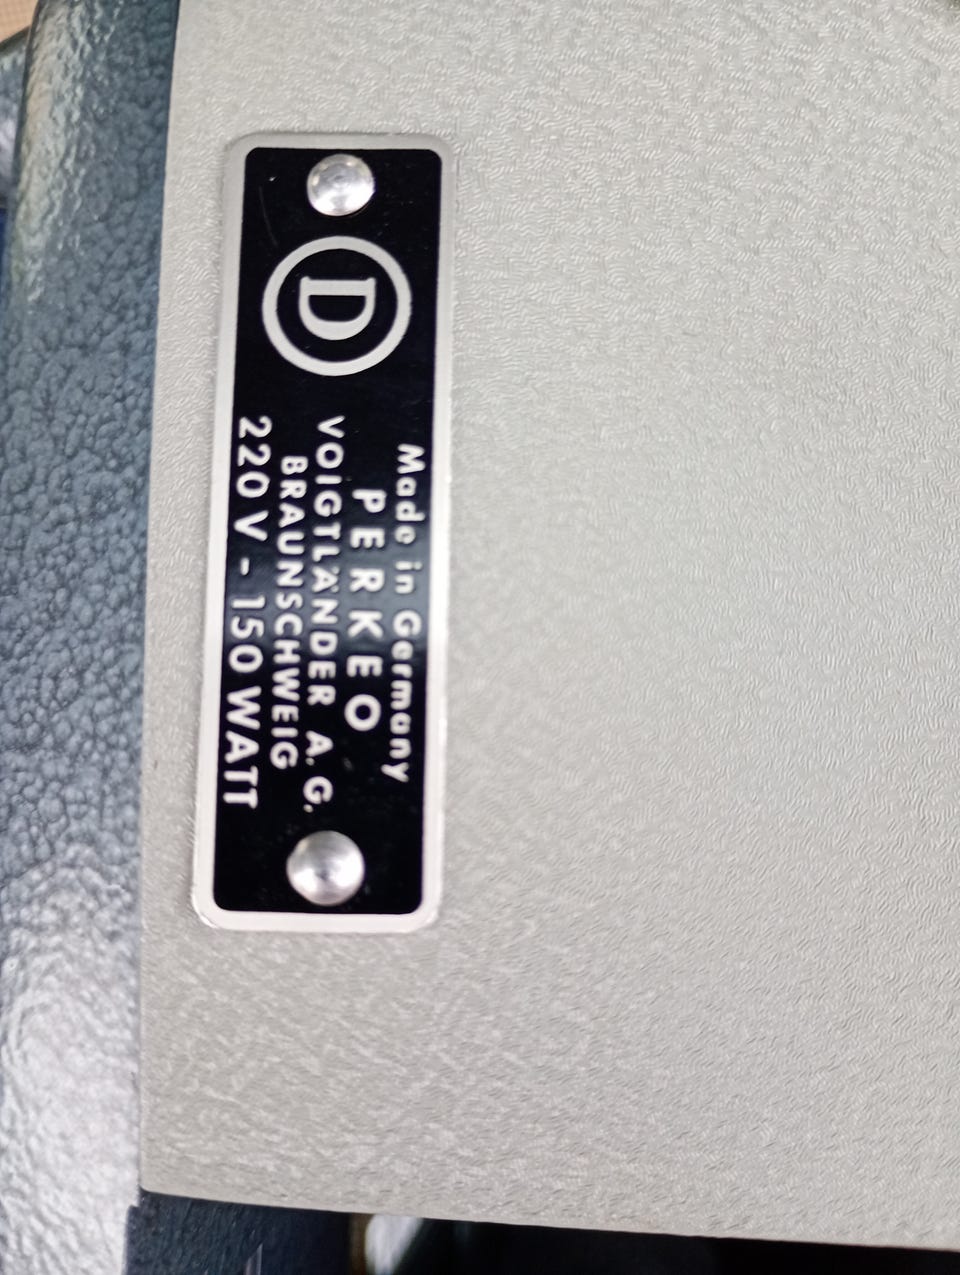 D
Made in Germany
PERKEO
VOIGTLÄNDER A.G.
BRAUNSCHWEIG
220 V - 150 WATT